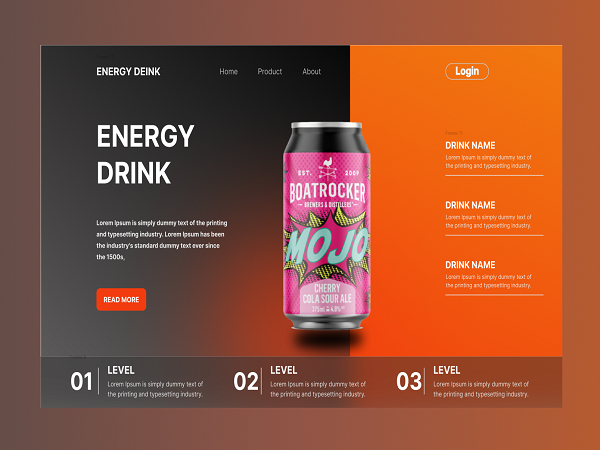 ENERGY DEINK
Home
Product
About
LogIn
ENERGY
DRINK
Lorem Ipsum is simply dummy text of the printing
and typesetting industry. Lorem Ipsum has been
the industry's standard dummy text ever since
the 1500s,
READ MORE
EST. 2009
BOATROCKER
BREWERS & DISTILLERS
MOJO
CHERRY
COLA SOUR ALE
375ml
DRINK NAME
Lorem Ipsum is simply dummy text
of the printing and typesetting industry.
DRINK NAME
Lorem Ipsum is simply dummy text
of the printing and typesetting industry.
DRINK NAME
Lorem Ipsum is simply dummy text
of the printing and typesetting industry.
01
LEVEL
Lorem Ipsum is simply dummy text of
the printing and typesetting industry.
02
LEVEL
Lorem Ipsum is simply dummy text of
the printing and typesetting industry.
03
LEVEL
Lorem Ipsum is simply dummy text of
the printing and typesetting industry.